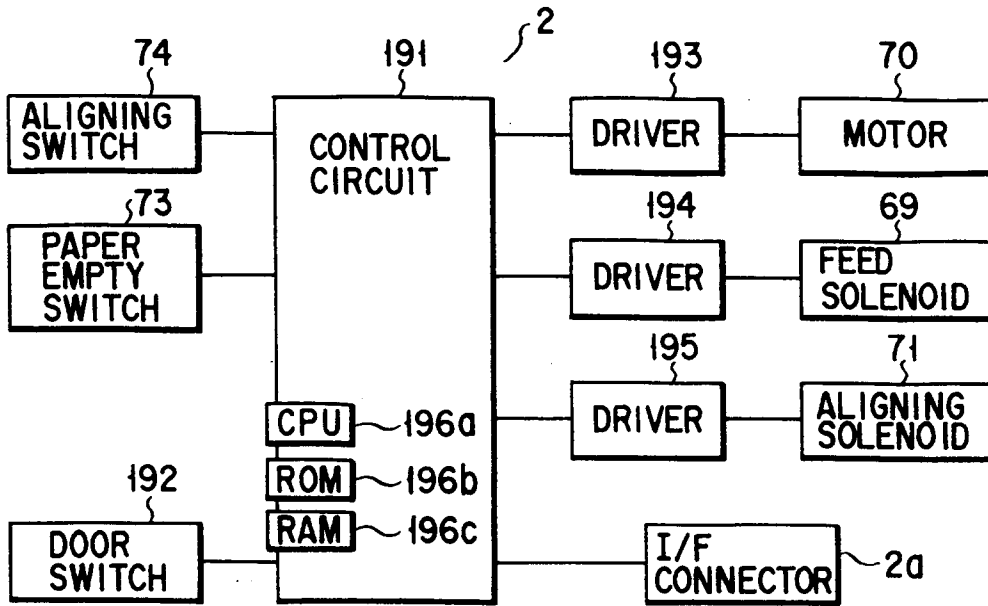 2
74
191
193
70
ALIGNING
SWITCH
CONTROL
CIRCUIT
DRIVER
MOTOR
73
194
69
PAPER
EMPTY
SWITCH
DRIVER
FEED
SOLENOID
195
71
DRIVER
ALIGNING
SOLENOID
CPU
196a
ROM
196b
RAM
196c
192
DOOR
SWITCH
I/F
CONNECTOR
2a